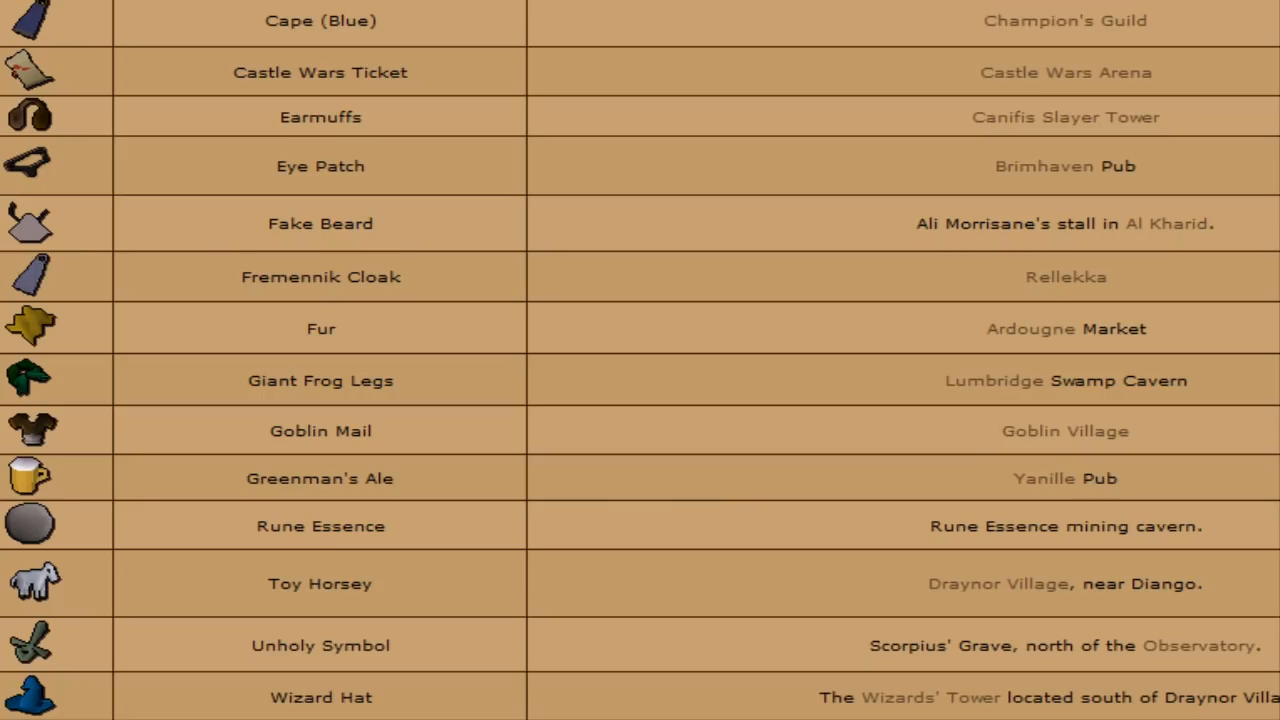 Cape (Blue) Champion's Guild
Castle Wars Ticket Castle Wars Arena
Earmuffs Canifis Slayer Tower
Eye Patch Brimhaven Pub
Fake Beard Ali Morrisane's stall in Al Kharid.
Fremennik Cloak Rellekka
Fur Ardougne Market
Giant Frog Legs Lumbridge Swamp Cavern
Goblin Mail Goblin Village
Greenman's Ale Yanille Pub
Rune Essence Rune Essence mining cavern.
Toy Horsey Draynor Village, near Diango.
Unholy Symbol Scorpius' Grave, north of the Observatory.
Wizard Hat The Wizards' Tower located south of Draynor Villa